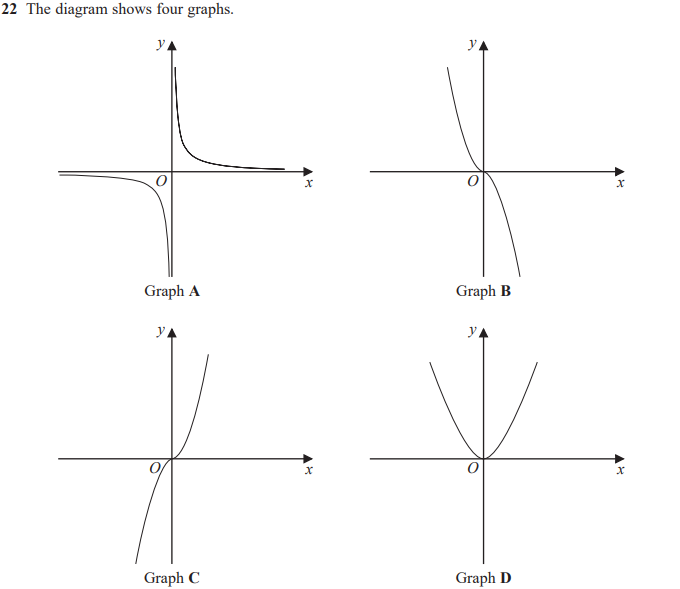 22 The diagram shows four graphs.
y y
O x O x
Graph A Graph B
y y
O x O x
Graph C Graph D